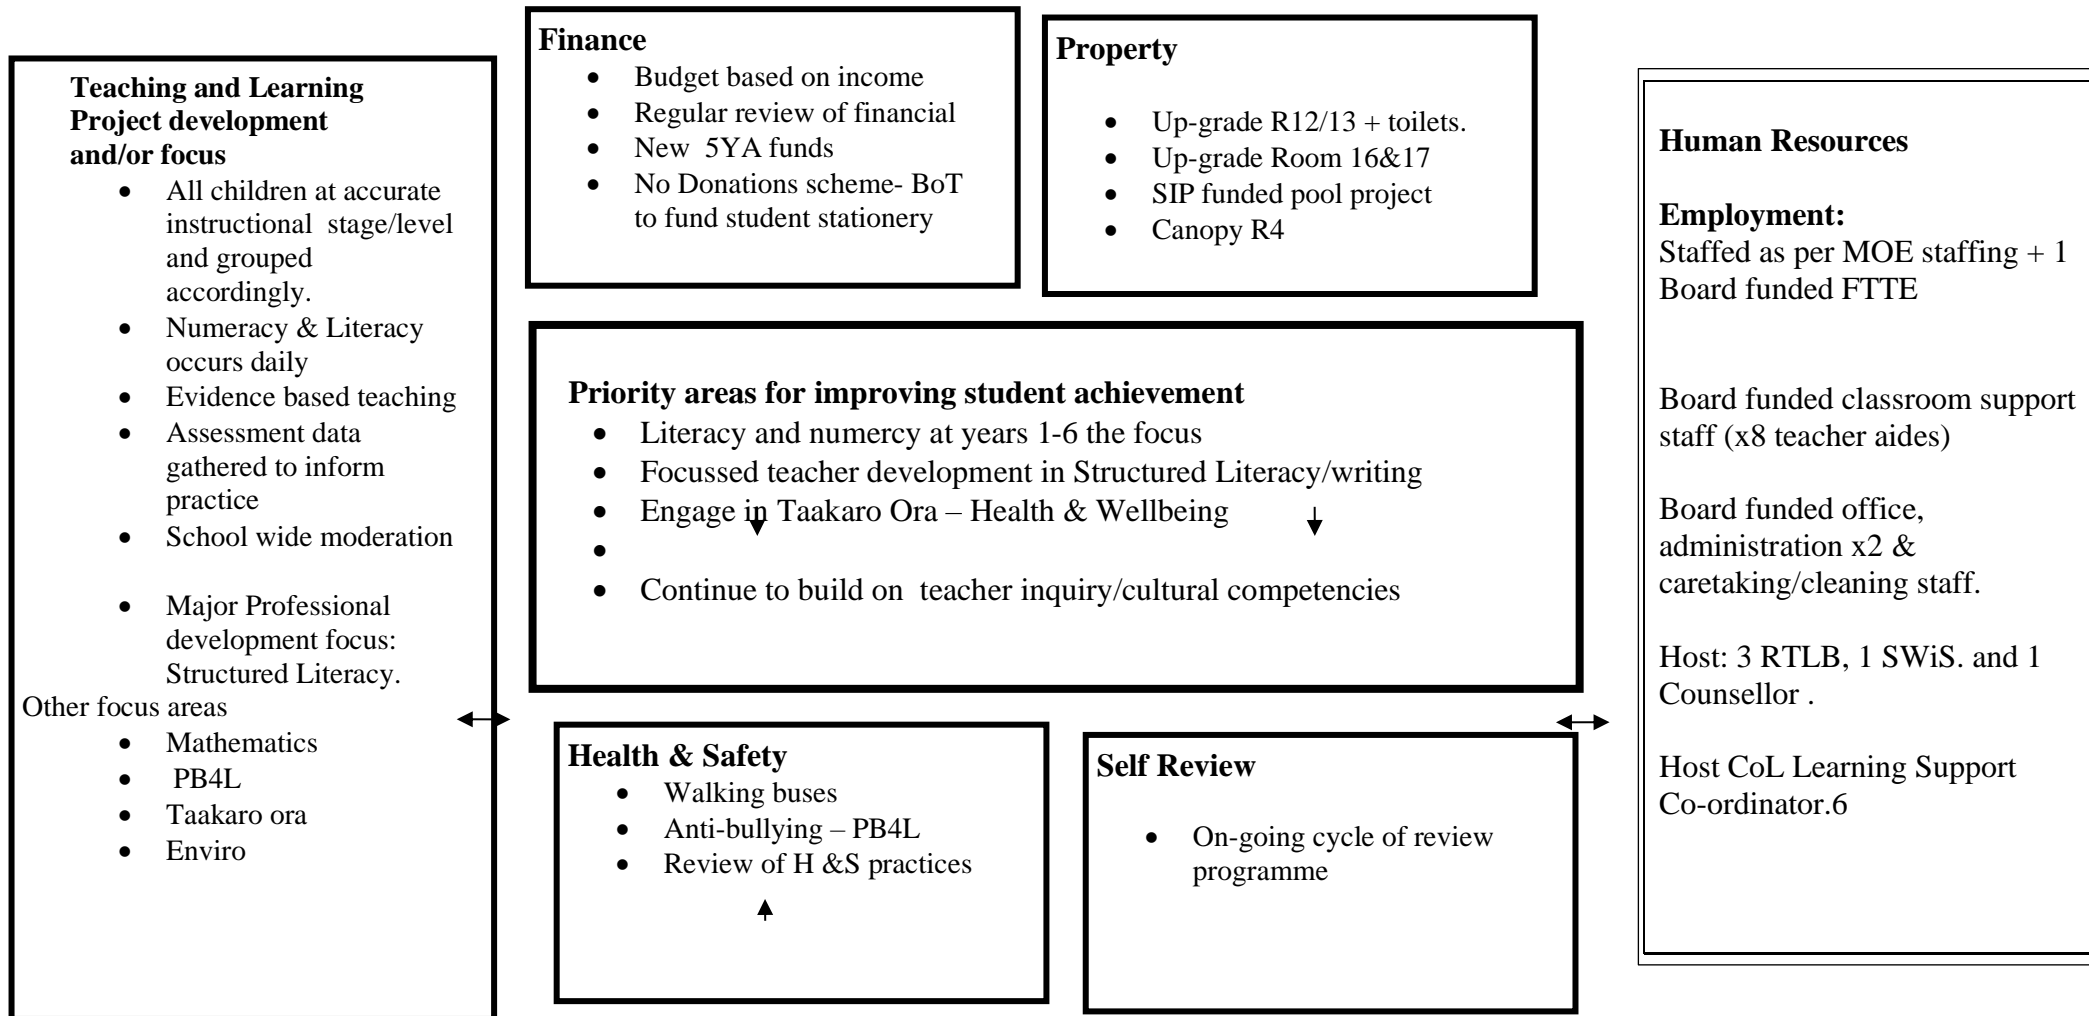 Teaching and Learning
Project development
and/or focus
• All children at accurate
instructional stage/level
and grouped
accordingly.
• Numeracy & Literacy
occurs daily
• Evidence based teaching
• Assessment data
gathered to inform
practice
• School wide moderation
• Major Professional
development focus:
Structured Literacy.
Other focus areas
• Mathematics
• PB4L
• Taakaro ora
• Enviro
Finance
• Budget based on income
• Regular review of financial
• New 5YA funds
• No Donations scheme- BoT
to fund student stationery
Property
• Up-grade R12/13 + toilets.
• Up-grade Room 16&17
• SIP funded pool project
• Canopy R4
Priority areas for improving student achievement
• Literacy and numercy at years 1-6 the focus
• Focussed teacher development in Structured Literacy/writing
• Engage in Taakaro Ora – Health & Wellbeing
•
• Continue to build on teacher inquiry/cultural competencies
Health & Safety
• Walking buses
• Anti-bullying – PB4L
• Review of H &S practices
Self Review
• On-going cycle of review
programme
Human Resources
Employment:
Staffed as per MOE staffing + 1
Board funded FTTE
Board funded classroom support
staff (x8 teacher aides)
Board funded office,
administration x2 &
caretaking/cleaning staff.
Host: 3 RTLB, 1 SWiS. and 1
Counsellor .
Host CoL Learning Support
Co-ordinator.6